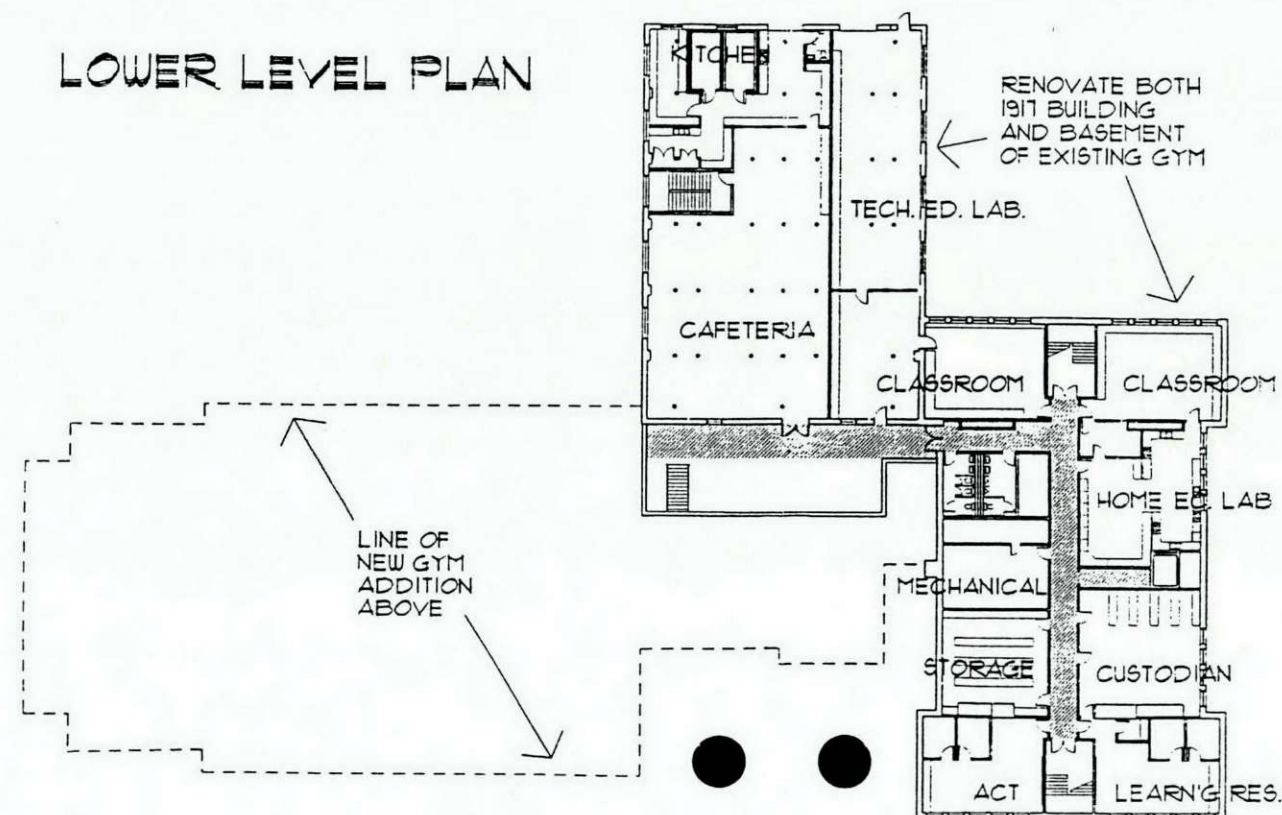 LOWER LEVEL PLAN
KITCHEN
RENOVATE BOTH
1917 BUILDING
AND BASEMENT
OF EXISTING GYM
TECH. ED. LAB.
CAFETERIA
CLASSROOM
CLASSROOM
HOME EC. LAB
LINE OF
NEW GYM
ADDITION
ABOVE
MECHANICAL
STORAGE
CUSTODIAN
ACT
LEARN'G RES.